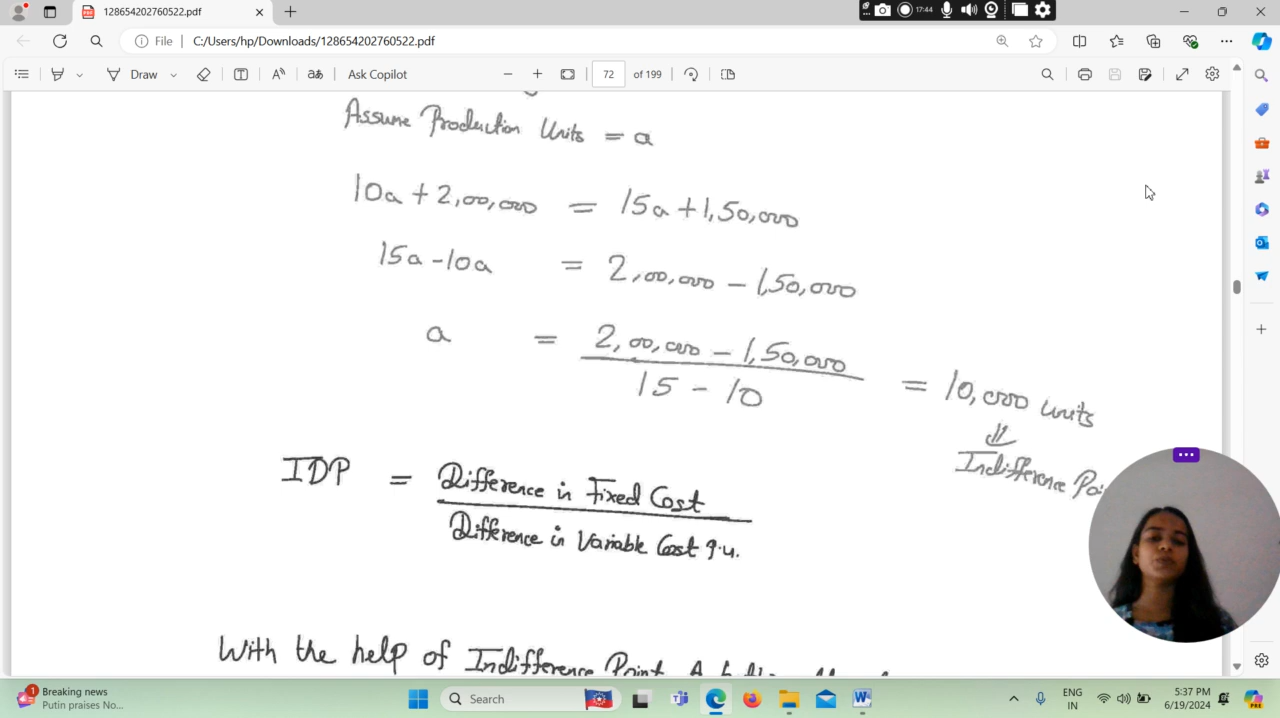 128654202760522.pdf
17:44
File | C:/Users/hp/Downloads/128654202760522.pdf
Draw
Ask Copilot
72 of 199
Assume Production Units = a
10a + 2,00,000 = 15a + 1,50,000
15a - 10a = 2,00,000 - 1,50,000
a = 2,00,000 - 1,50,000
15 - 10
= 10,000 units
Indifference
IDP = Difference in Fixed Cost
Difference in Variable Cost p.u.
With the help of Indifference Point
Breaking news
Putin praises No...
1
Search
ENG
IN
5:37 PM
6/19/2024